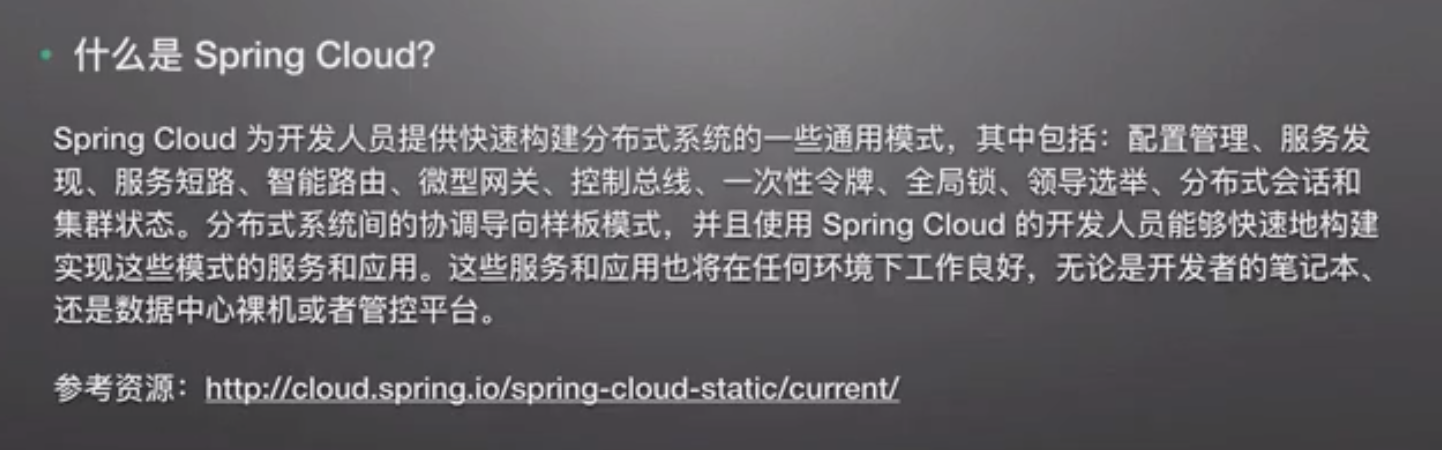 • 什么是 Spring Cloud?
Spring Cloud 为开发人员提供快速构建分布式系统的一些通用模式，其中包括：配置管理、服务发
现、服务短路、智能路由、微型网关、控制总线、一次性令牌、全局锁、领导选举、分布式会话和
集群状态。分布式系统间的协调导向样板模式，并且使用 Spring Cloud 的开发人员能够快速地构建
实现这些模式的服务和应用。这些服务和应用也将在任何环境下工作良好，无论是开发者的笔记本、
还是数据中心裸机或者管控平台。
参考资源：http://cloud.spring.io/spring-cloud-static/current/